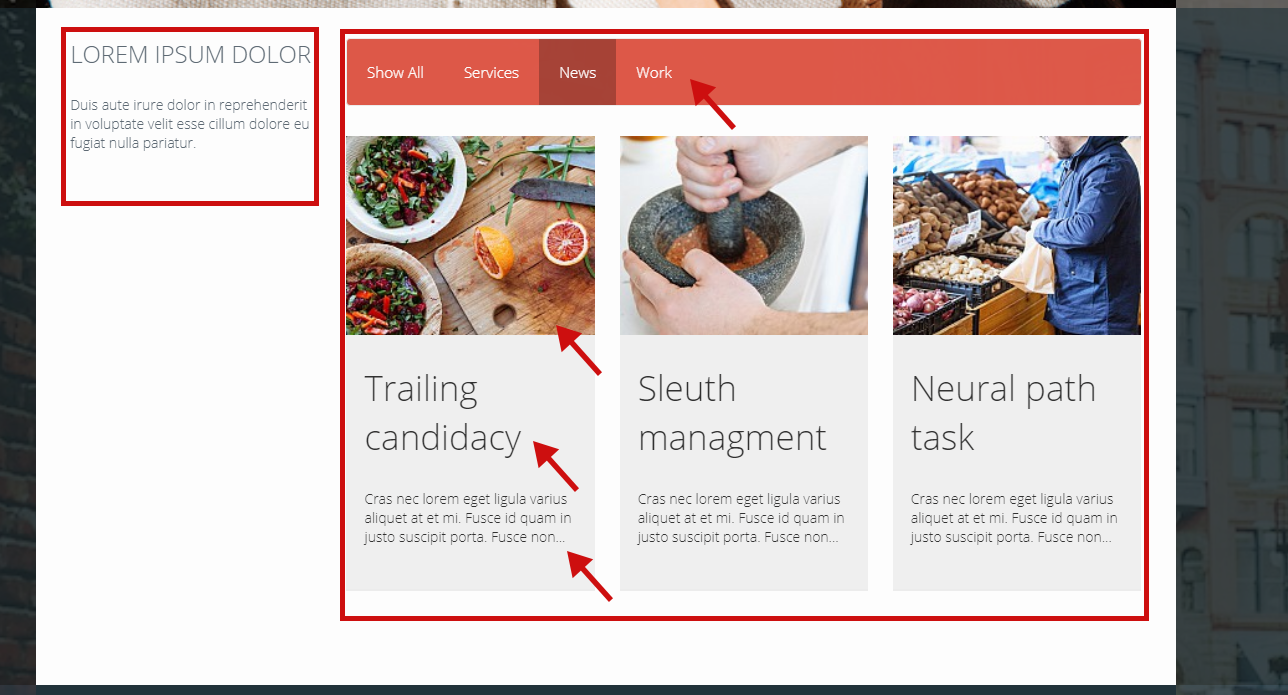 LOREM IPSUM DOLOR
Duis aute irure dolor in reprehenderit
in voluptate velit esse cillum dolore eu
fugiat nulla pariatur.
Show All Services News Work
Trailing
candidacy
Cras nec lorem eget ligula varius
aliquet at et mi. Fusce id quam in
justo suscipit porta. Fusce non...
Sleuth
managment
Cras nec lorem eget ligula varius
aliquet at et mi. Fusce id quam in
justo suscipit porta. Fusce non...
Neural path
task
Cras nec lorem eget ligula varius
aliquet at et mi. Fusce id quam in
justo suscipit porta. Fusce non...